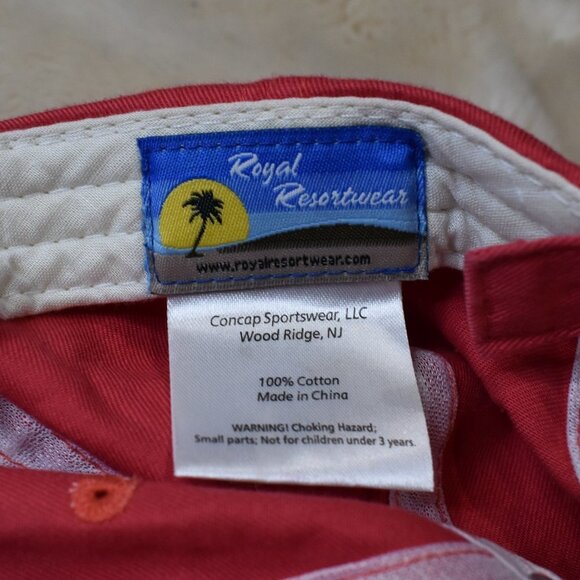 Royal
Resortwear
www.royalresortwear.com
Concap Sportswear, LLC
Wood Ridge, NJ
100% Cotton
Made in China
WARNING! Choking Hazard;
Small parts; Not for children under 3 years.